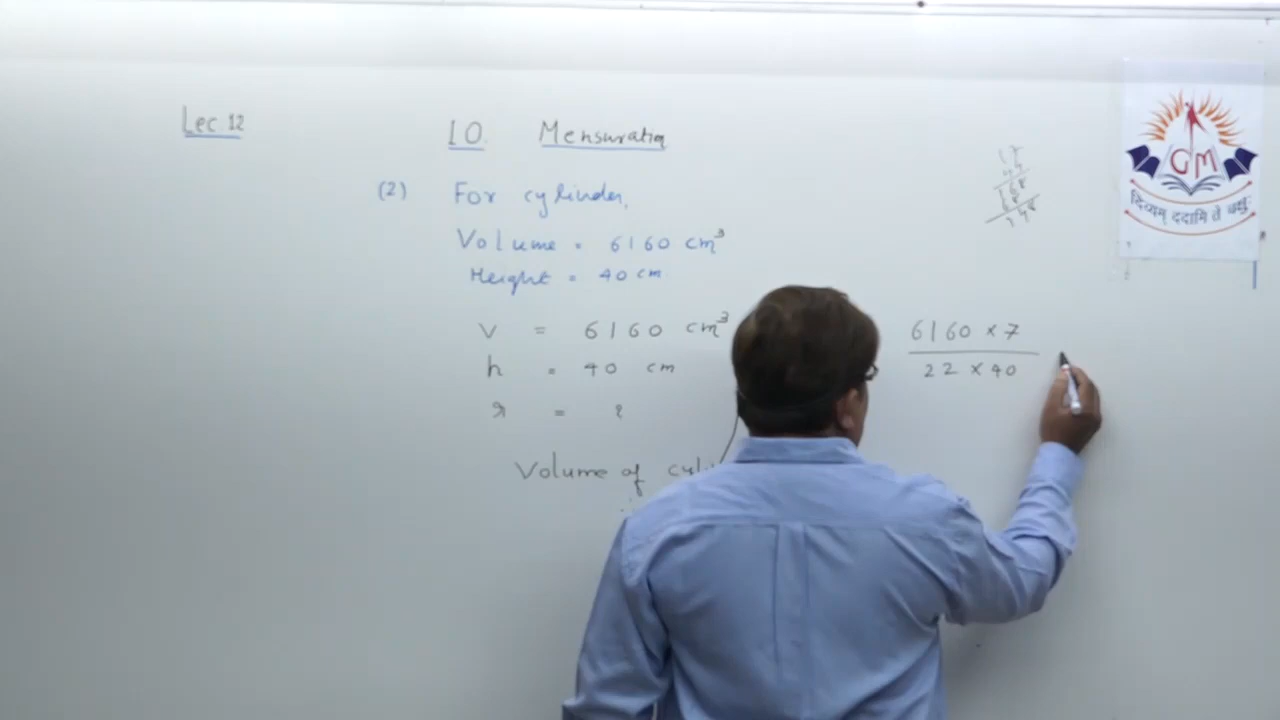 Lec 12
10. Mensuration
(2) For cylinder,
Volume = 6160 cm³
Height = 40 cm
V = 6160 cm³
h = 40 cm
r = ?
Volume of
6160 × 7
22 × 40
GM
दिव्यम् ददामि ते चक्षुः